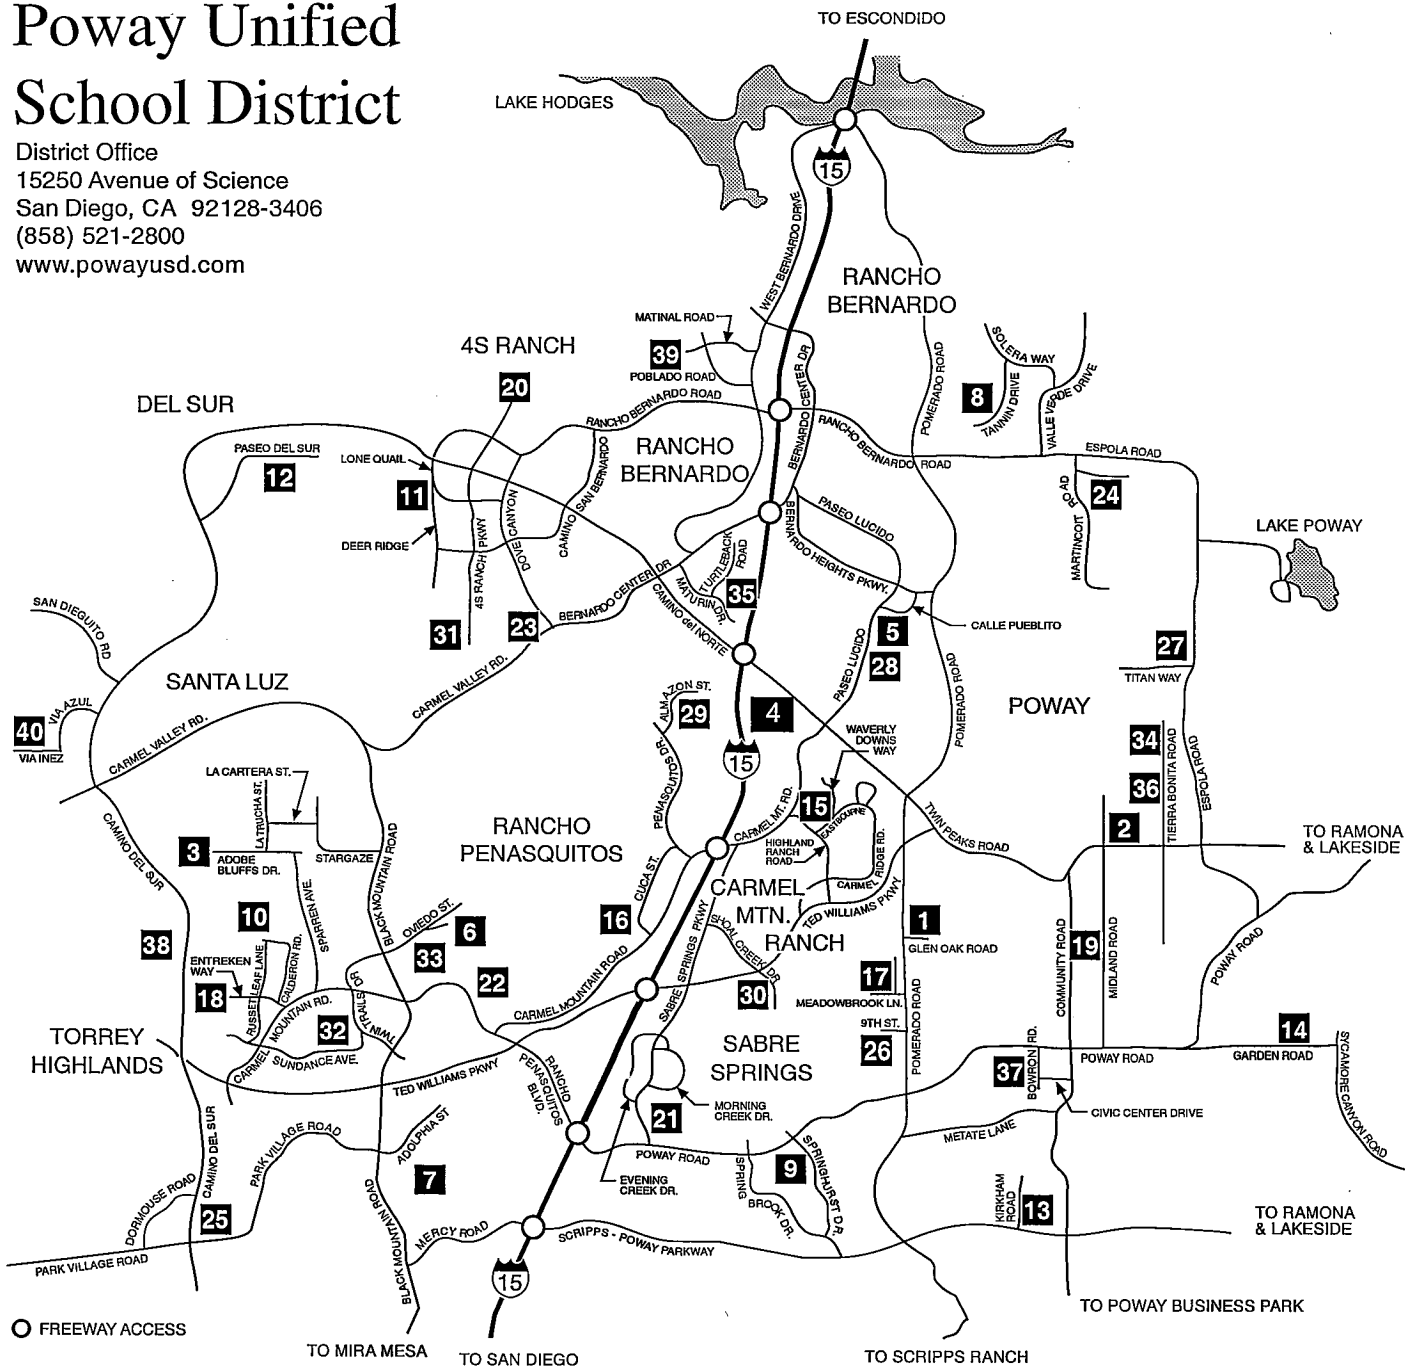 Poway Unified
School District
District Office
15250 Avenue of Science
San Diego, CA 92128-3406
(858) 521-2800
www.powayusd.com
TO ESCONDIDO
LAKE HODGES
15
WEST BERNARDO DRIVE
RANCHO
BERNARDO
MATINAL ROAD
39
POBLADO ROAD
4S RANCH
20
BERNARDO CENTER DR
POMERADO ROAD
SOLERA WAY
8
TANNIN DRIVE
VALLE VERDE DRIVE
DEL SUR
RANCHO BERNARDO ROAD
RANCHO BERNARDO ROAD
PASEO DEL SUR
12
LONE QUAIL
11
RANCHO
BERNARDO
ESPOLA ROAD
24
MARTINCOIT ROAD
DEER RIDGE
4S RANCH PKWY
DOVE CANYON
CAMINO SAN BERNARDO
PASEO LUCIDO
BERNARDO HEIGHTS PKWY.
LAKE POWAY
TURTLEBACK
ROAD
MATURIN DR.
35
BERNARDO CENTER DR
CAMINO del NORTE
SAN DIEGUITO RD
31
23
5
CALLE PUEBLITO
28
PASEO LUCIDO
POMERADO ROAD
27
TITAN WAY
SANTA LUZ
CARMEL VALLEY RD.
VIA AZUL
40
VIA INEZ
CARMEL VALLEY RD.
ALMAZON ST.
29
4
POWAY
WAVERLY
DOWNS
WAY
34
36
TIERRA BONITA ROAD
ESPOLA ROAD
15
PENASQUITOS DR.
LA CARTERA ST.
LA TRUCHA ST.
CARMEL MT. RD.
15
EASTBOURNE
HIGHLAND
RANCH
ROAD
TWIN PEAKS ROAD
2
TO RAMONA
& LAKESIDE
CAMINO DEL SUR
3
ADOBE
BLUFFS DR.
STARGAZE
BLACK MOUNTAIN ROAD
RANCHO
PENASQUITOS
CUCA ST.
CARMEL
MTN.
RANCH
CARMEL RIDGE RD.
TED WILLIAMS PKWY
SPARREN AVE.
10
OVIEDO ST.
6
16
SHOAL CREEK DR
1
GLEN OAK ROAD
COMMUNITY ROAD
19
MIDLAND ROAD
POWAY ROAD
38
ENTREKEN
WAY
18
RUSSET LEAF LANE
CALDERON RD.
33
22
CARMEL MOUNTAIN ROAD
SABRE SPRINGS PKWY
30
17
MEADOWBROOK LN.
CARMEL MOUNTAIN RD.
32
TWIN TRAILS DR
TWIN
SUNDANCE AVE.
TORREY
HIGHLANDS
TED WILLIAMS PKWY
RANCHO
PENASQUITOS
BLVD.
SABRE
SPRINGS
9TH ST.
26
POMERADO ROAD
14
GARDEN ROAD
POWAY ROAD
37
BOWRON RD.
SYCAMORE CANYON ROAD
MORNING
CREEK DR.
CIVIC CENTER DRIVE
21
METATE LANE
CAMINO DEL SUR
PARK VILLAGE ROAD
ADOLPHIA ST
7
POWAY ROAD
EVENING
CREEK DR.
SPRING
BROOK DR.
9
SPRINGHURST DR.
DORMOUSE ROAD
25
PARK VILLAGE ROAD
BLACK MOUNTAIN ROAD
MERCY ROAD
SCRIPPS - POWAY PARKWAY
KIRKHAM
ROAD
13
TO RAMONA
& LAKESIDE
15
FREEWAY ACCESS
TO MIRA MESA
TO SAN DIEGO
TO SCRIPPS RANCH
TO POWAY BUSINESS PARK